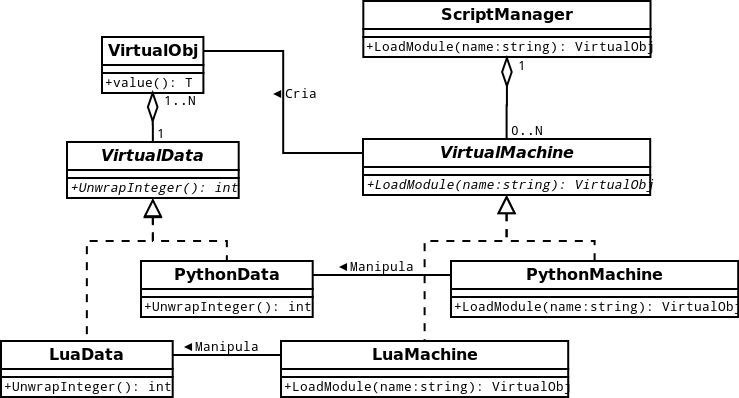 ScriptManager
+LoadModule(name:string): VirtualObj
VirtualObj
+value(): T
1
1..N
◄Cria
1
0..N
VirtualData
+UnwrapInteger(): int
VirtualMachine
+LoadModule(name:string): VirtualObj
PythonData
+UnwrapInteger(): int
◄Manipula
PythonMachine
+LoadModule(name:string): VirtualObj
LuaData
+UnwrapInteger(): int
◄Manipula
LuaMachine
+LoadModule(name:string): VirtualObj